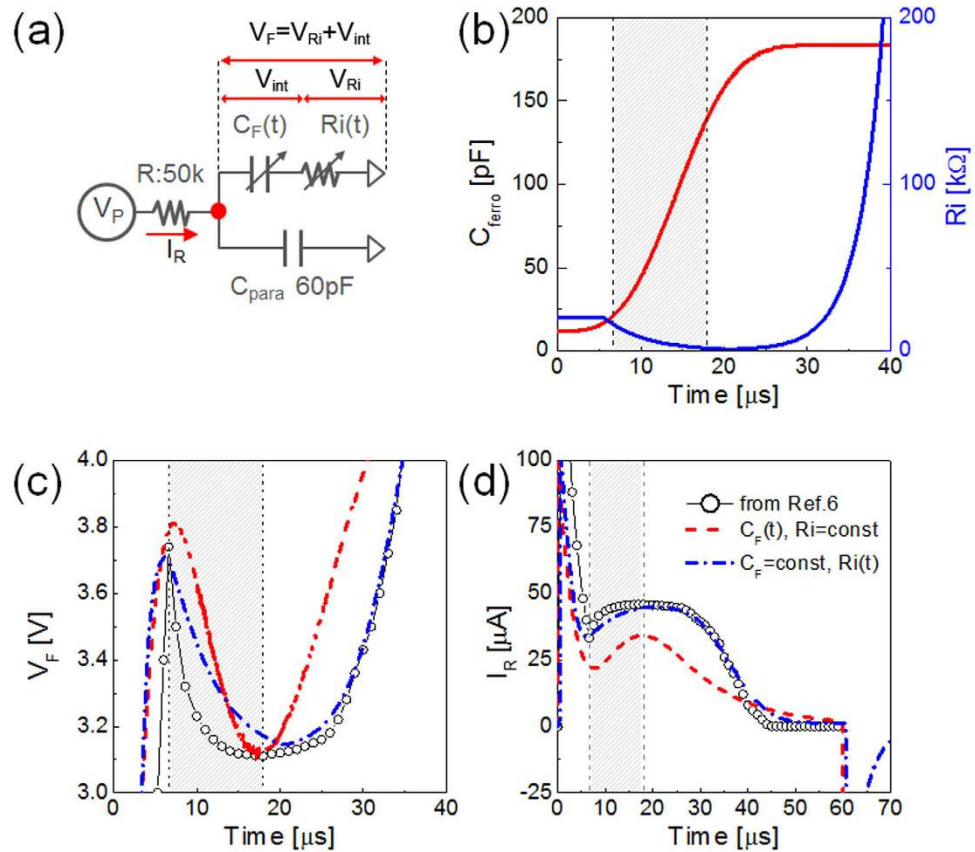 (a)
V_F=V_Ri+V_int
V_int V_Ri
C_F(t) Ri(t)
R:50k
V_P
I_R
C_para 60pF
(b)
200 200
150
100 100
50
0 0
0 10 20 30 40
C_ferro [pF]
Ri [kΩ]
Time [μs]
(c)
4.0
3.8
3.6
3.4
3.2
3.0
0 10 20 30 40
V_F [V]
Time [μs]
(d)
100
75
50
25
0
-25
0 10 20 30 40 50 60 70
I_R [μA]
Time [μs]
from Ref.6
C_F(t), Ri=const
C_F=const, Ri(t)